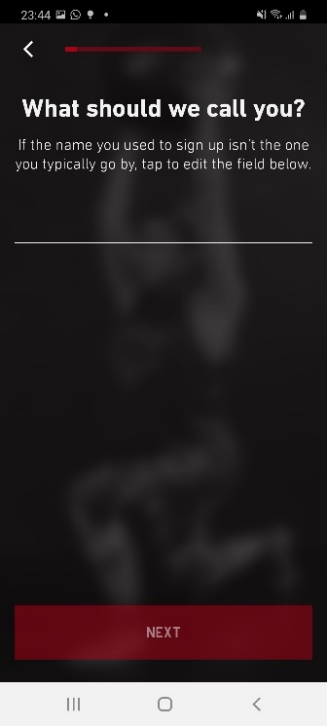 23:44
What should we call you?
If the name you used to sign up isn't the one
you typically go by, tap to edit the field below.
NEXT